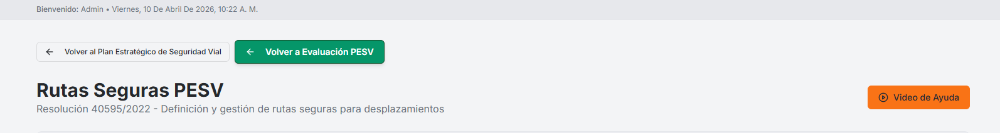 Bienvenido: Admin • Viernes, 10 De Abril De 2026, 10:22 A. M.
Volver al Plan Estratégico de Seguridad Vial
Volver a Evaluación PESV
Rutas Seguras PESV
Resolución 40595/2022 - Definición y gestión de rutas seguras para desplazamientos
Video de Ayuda